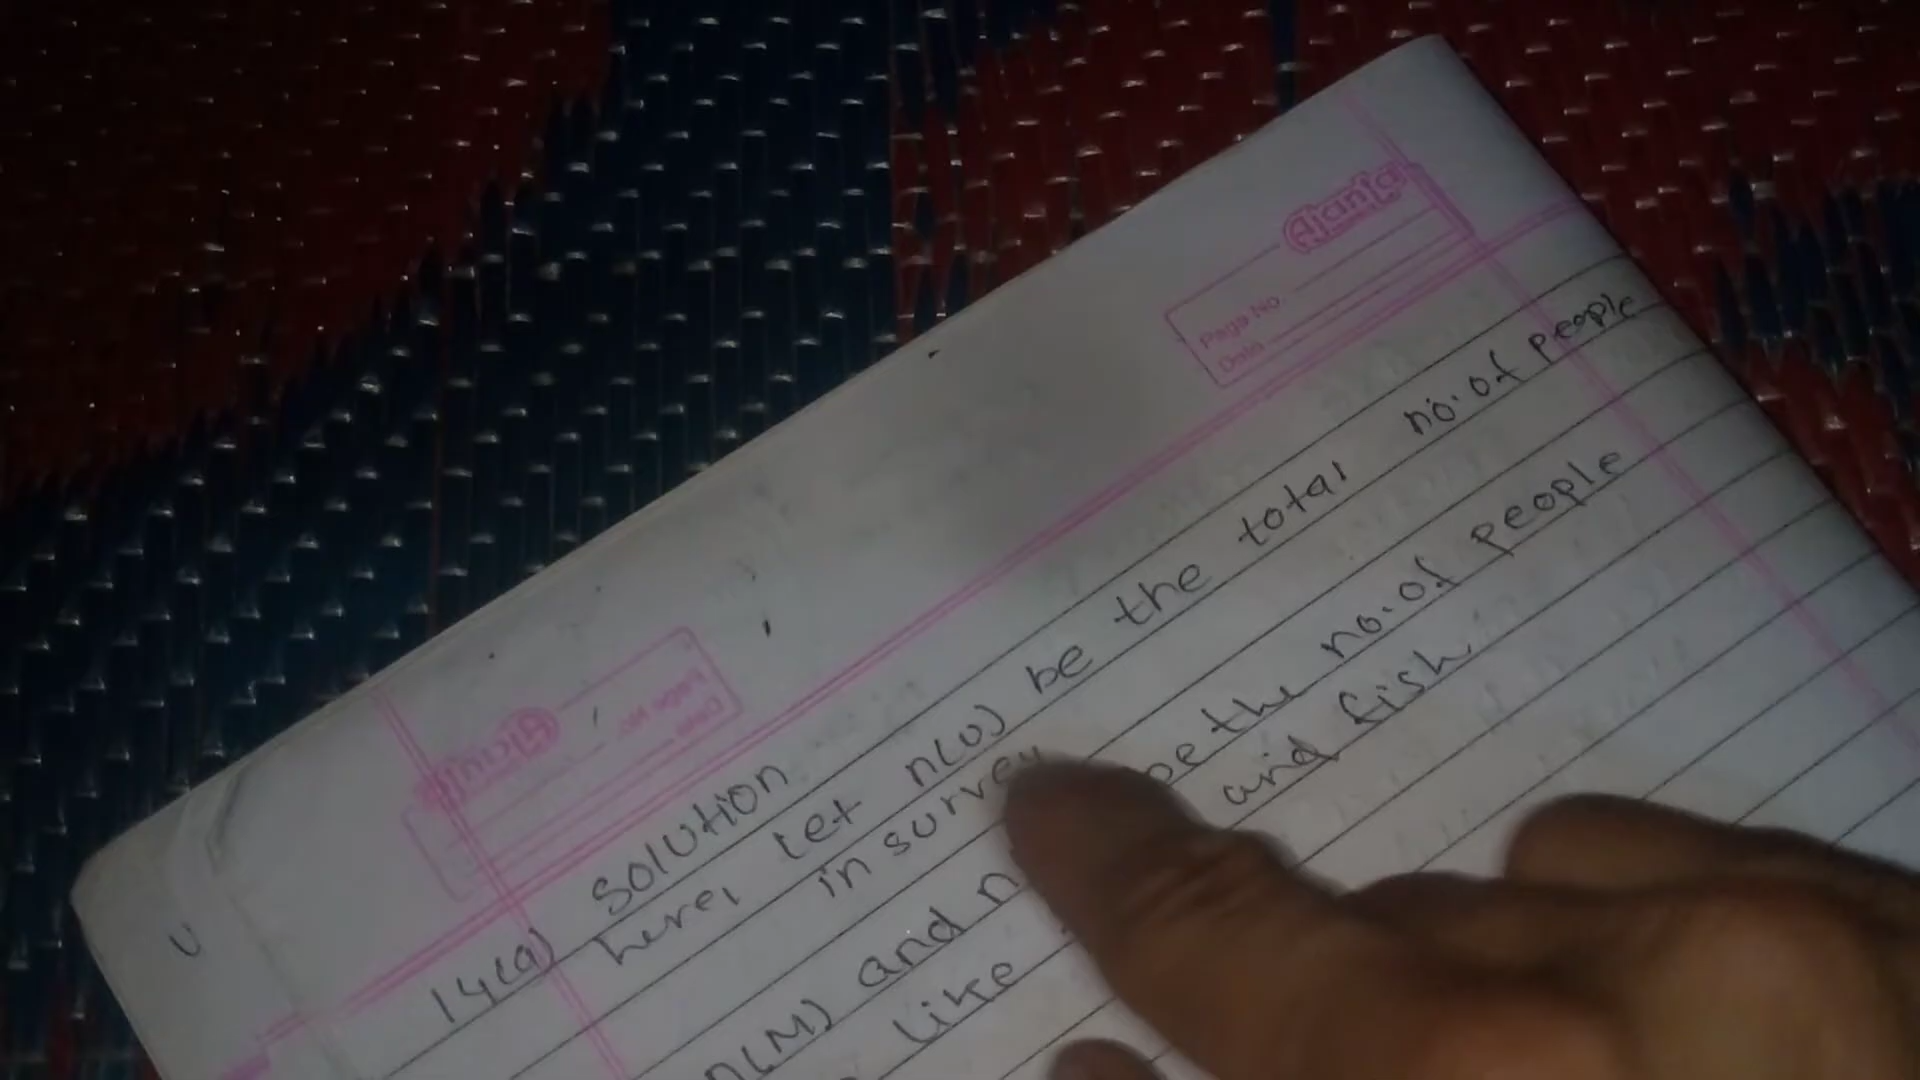 Ajanta
Page No.
Date
14(a) solution
here, let n(U) be the total no. of people
in survey
n(M) and n be the no. of people
like and fish.